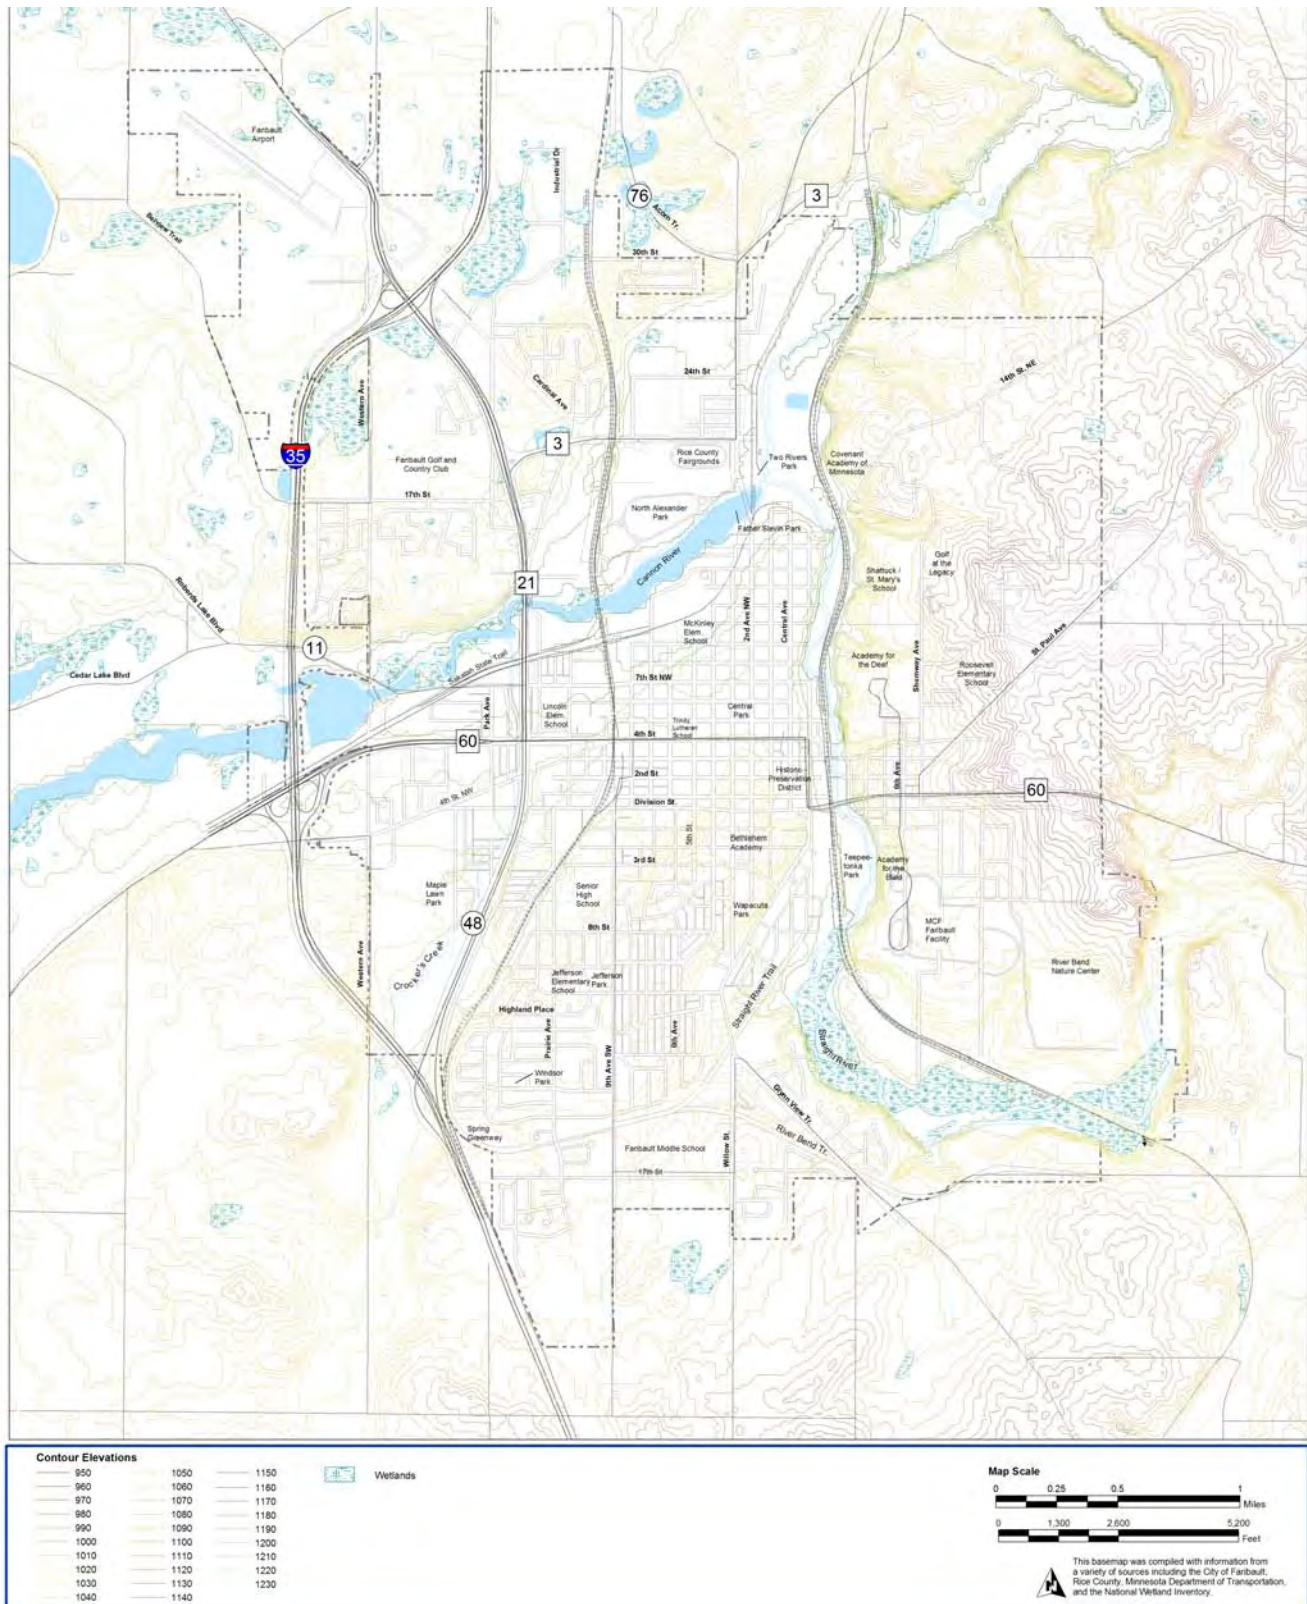 Faribault
Airport
Industrial Dr
76
Acorn Tr.
3
Bagley Trail
30th St
24th St
14th St. NE
Cardinal Ave
Western Ave
35
3
Faribault Golf and
Country Club
Rice County
Fairgrounds
Two Rivers
Park
Covenant
Academy of
Minnesota
17th St
North Alexander
Park
Father Slevin Park
Cannon River
Golf
at the
Legacy
Shattuck /
St. Mary's
School
21
Roberds Lake Blvd
2nd Ave NW
Central Ave
McKinley
Elem.
School
St. Paul Ave
11
Shumway Ave
Academy for
the Deaf
Roosevelt
Elementary
School
Sakatah State Trail
Cedar Lake Blvd
7th St NW
Park Ave
Lincoln
Elem.
School
Central
Park
Trinity
Lutheran
School
60
4th St
2nd St
Historic
Preservation
District
6th Ave
60
4th St. NW
Division St.
5th St
Bethlehem
Academy
3rd St
Teepee-
tonka
Park
Academy
for the
Blind
Maple
Lawn
Park
Senior
High
School
Wapacuta
Park
48
8th St
MCF
Faribault
Facility
Western Ave
Crocker's Creek
River Bend
Nature Center
Jefferson
Elementary
School
Jefferson
Park
Straight River Trail
Highland Place
Prairie Ave
9th Ave SW
6th Ave
Straight River
Windsor
Park
Glynn View Tr.
Spring
Greenway
River Bend Tr.
Faribault Middle School
Willow St.
17th St
Contour Elevations
950
960
970
980
990
1000
1010
1020
1030
1040
1050
1060
1070
1080
1090
1100
1110
1120
1130
1140
1150
1160
1170
1180
1190
1200
1210
1220
1230
Wetlands
Map Scale
0 0.25 0.5 1
Miles
0 1,300 2,600 5,200
Feet
This basemap was compiled with information from
a variety of sources including the City of Faribault,
Rice County, Minnesota Department of Transportation,
and the National Wetland Inventory.